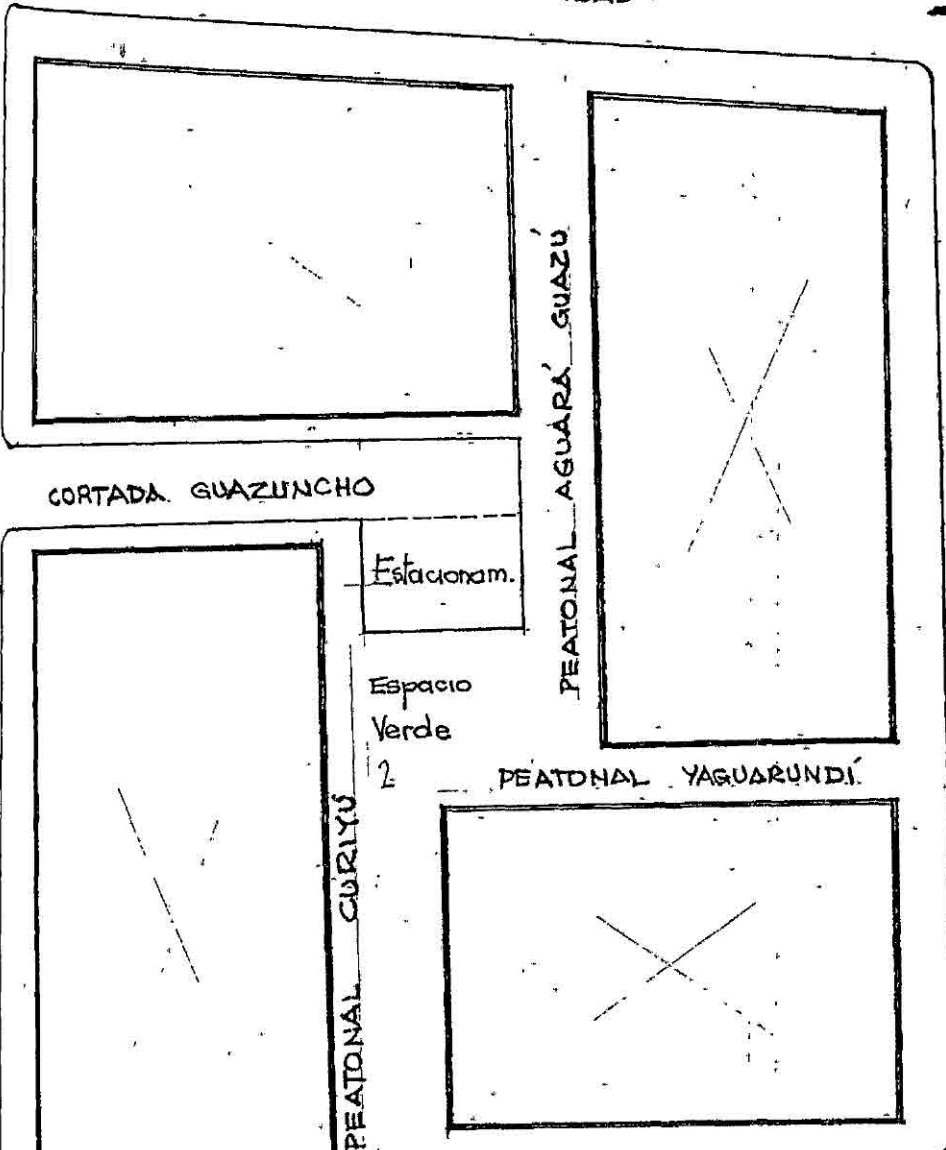 CORTADA GUAZUNCHO
PEATONAL AGUARÁ GUAZÚ
Estacionam.
Espacio
Verde
2
PEATONAL YAGUARUNDÍ
PEATONAL CURIYÚ